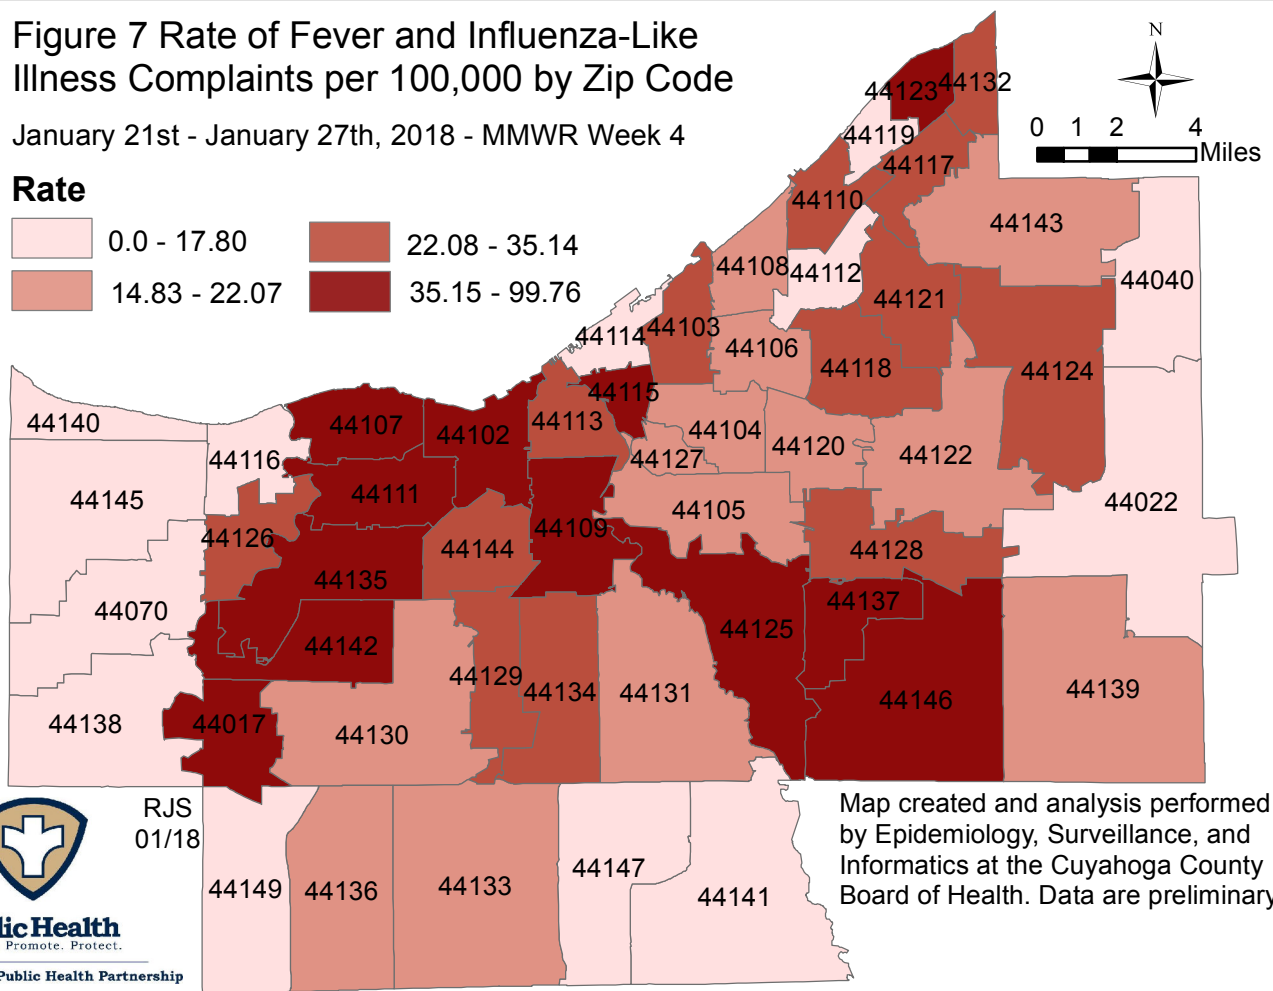 Figure 7 Rate of Fever and Influenza-Like
Illness Complaints per 100,000 by Zip Code
January 21st - January 27th, 2018 - MMWR Week 4
Rate
0.0 - 17.80
14.83 - 22.07
22.08 - 35.14
35.15 - 99.76
N
0 1 2 4
Miles
44123
44132
44119
44117
44110
44143
44108
44112
44040
44121
44114
44103
44106
44118
44124
44115
44140
44107
44102
44113
44104
44120
44122
44116
44127
44145
44111
44105
44022
44126
44109
44144
44128
44135
44070
44137
44125
44142
44129
44134
44131
44139
44146
44138
44017
44130
44149
44136
44133
44147
44141
RJS
01/18
lic Health
Promote. Protect.
Public Health Partnership
Map created and analysis performed
by Epidemiology, Surveillance, and
Informatics at the Cuyahoga County
Board of Health. Data are preliminary